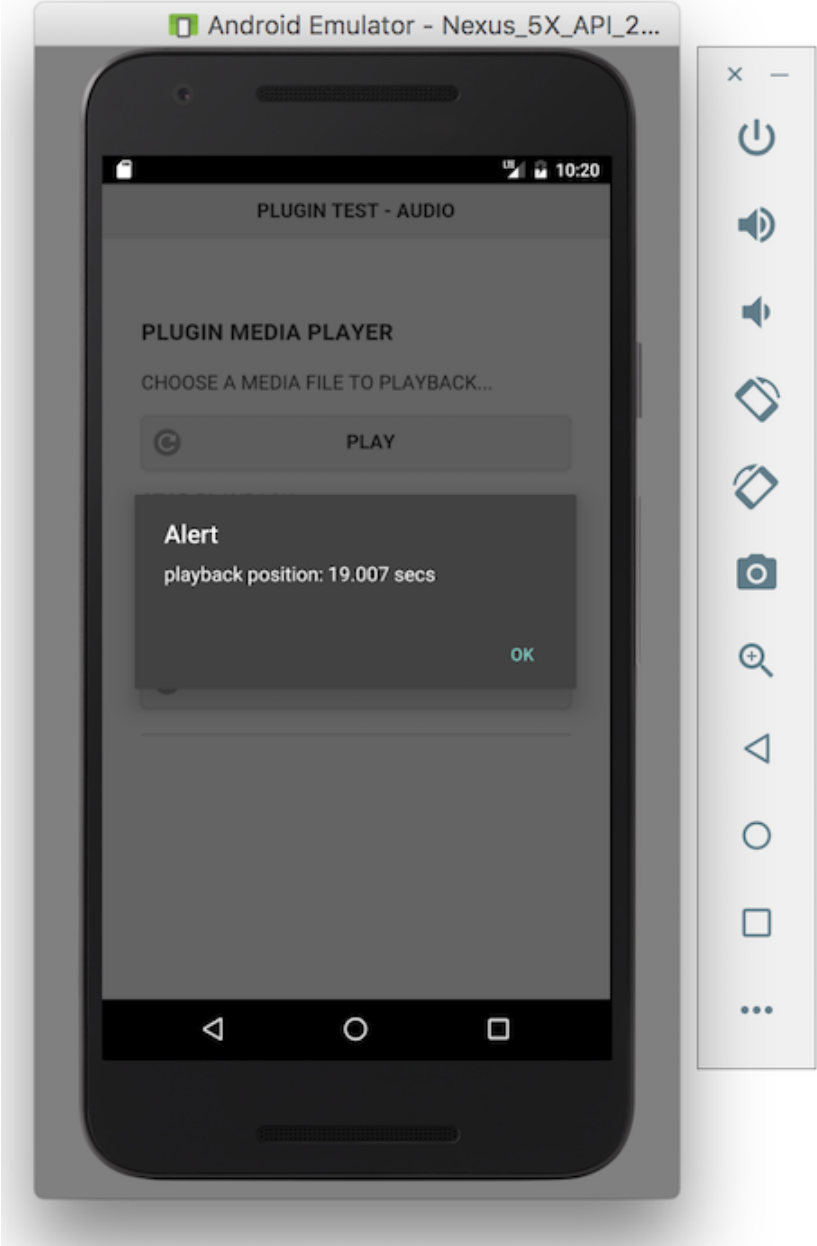 Android Emulator - Nexus_5X_API_2...
LTE 10:20
PLUGIN TEST - AUDIO
PLUGIN MEDIA PLAYER
CHOOSE A MEDIA FILE TO PLAYBACK...
PLAY
Alert
playback position: 19.007 secs
OK